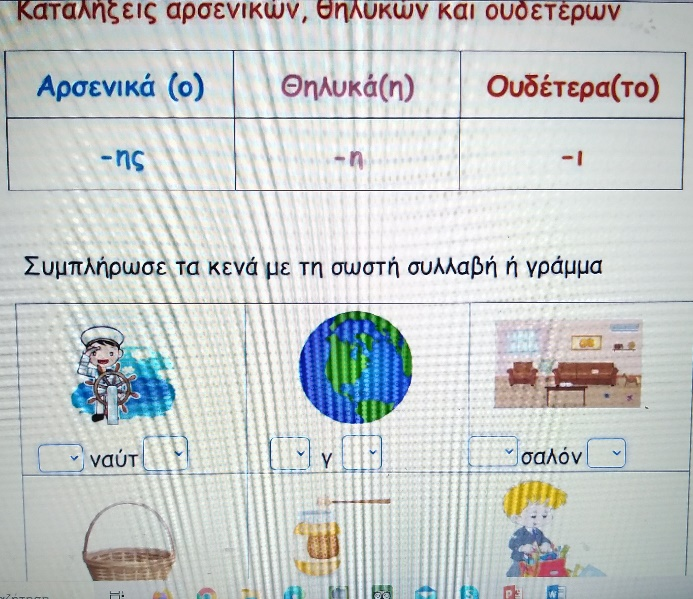 Καταλήξεις αρσενικών, θηλυκών και ουδετέρων
Αρσενικά (ο) Θηλυκά(η) Ουδέτερα(το)
-ης -η -ι
Συμπλήρωσε τα κενά με τη σωστή συλλαβή ή γράμμα
ναύτ γ σαλόν